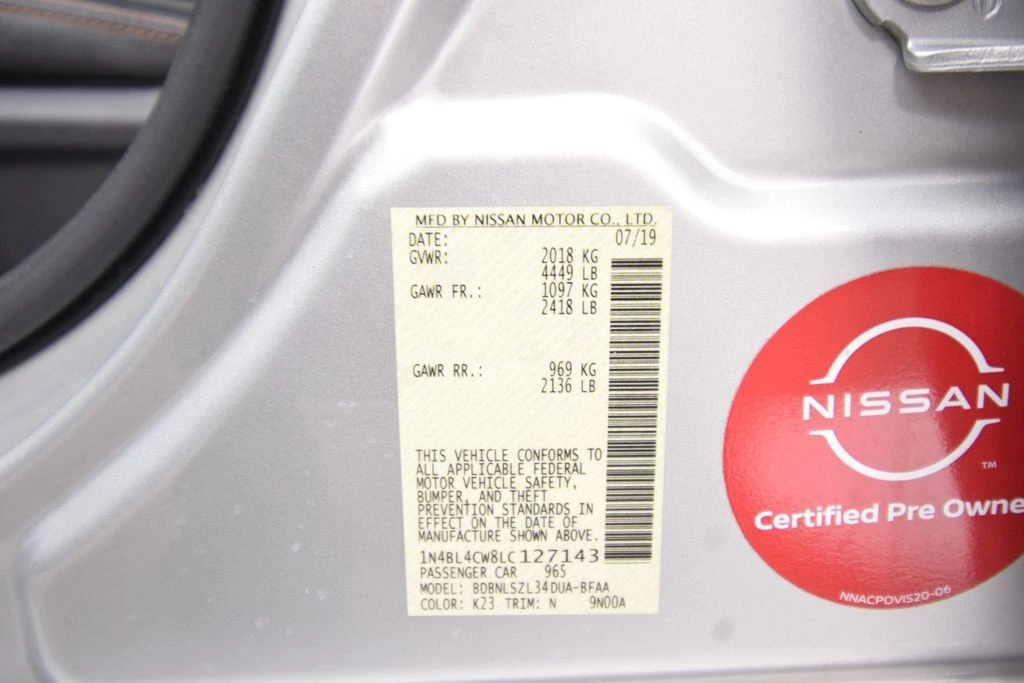 MFD BY NISSAN MOTOR CO., LTD.
DATE: 07/19
GVWR: 2018 KG
4449 LB
GAWR FR.: 1097 KG
2418 LB
GAWR RR.: 969 KG
2136 LB
THIS VEHICLE CONFORMS TO
ALL APPLICABLE FEDERAL
MOTOR VEHICLE SAFETY,
BUMPER, AND THEFT
PREVENTION STANDARDS IN
EFFECT ON THE DATE OF
MANUFACTURE SHOWN ABOVE.
1N4BL4CW8LC127143
PASSENGER CAR 965
MODEL: BDBNLSZL34DUA-BFAA
COLOR: K23 TRIM: N 9N00A
NISSAN
TM
Certified Pre Owne
NNACPOVIS20-06